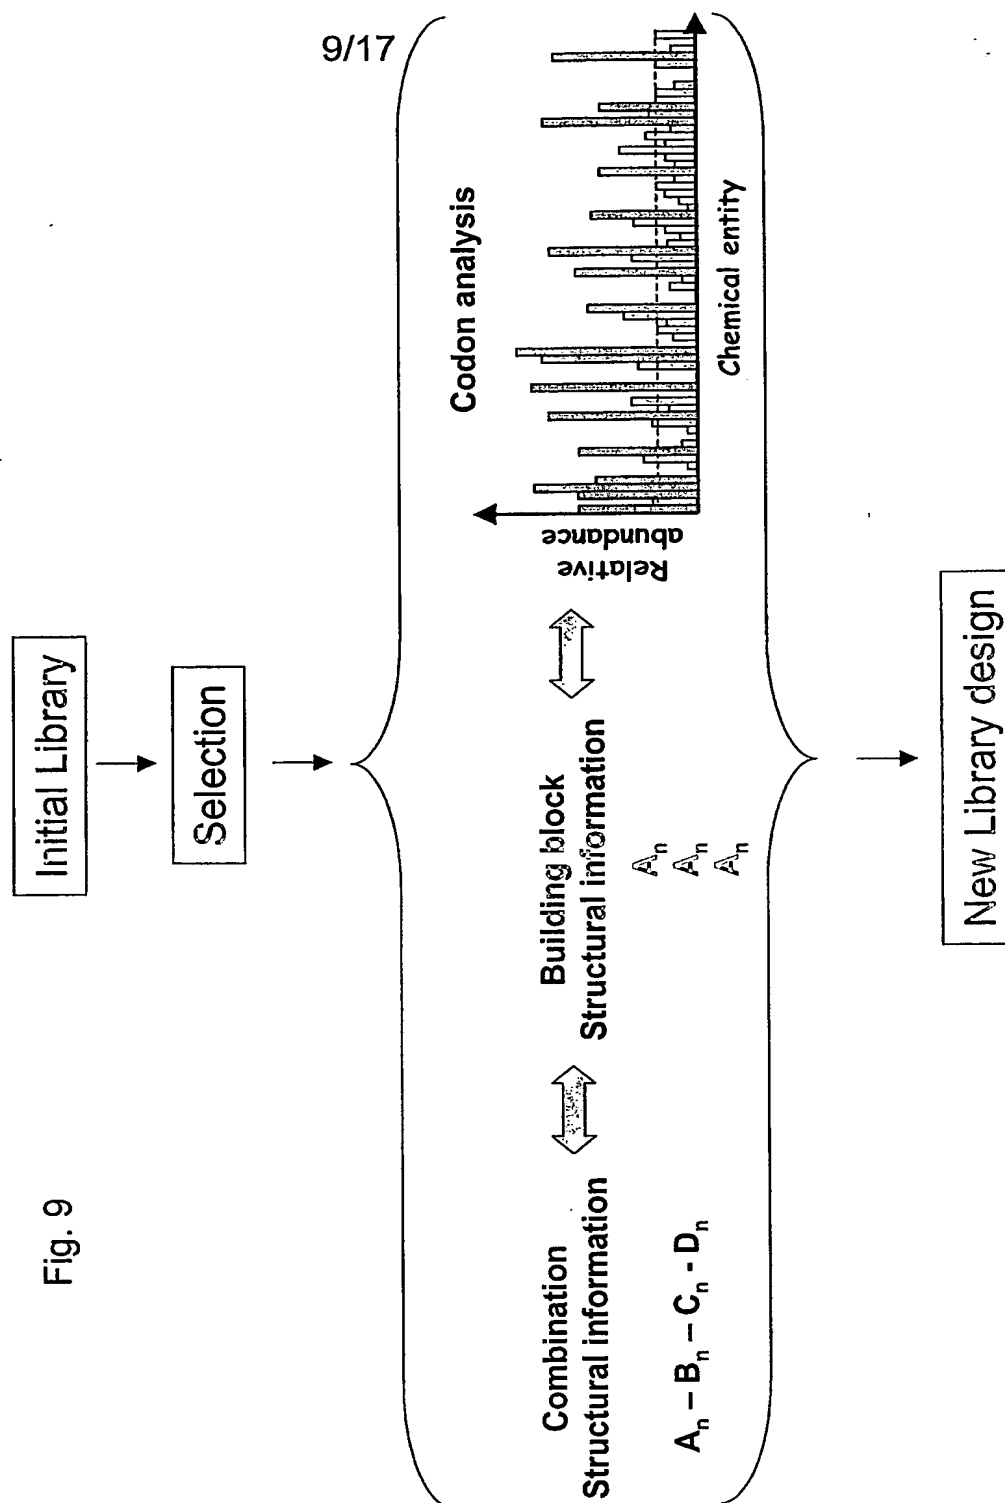 9/17
Fig. 9
Initial Library
Selection
Combination
Structural information
A_n – B_n – C_n - D_n
Building block
Structural information
A_n
A_n
A_n
Codon analysis
Relative
abundance
Chemical entity
New Library design